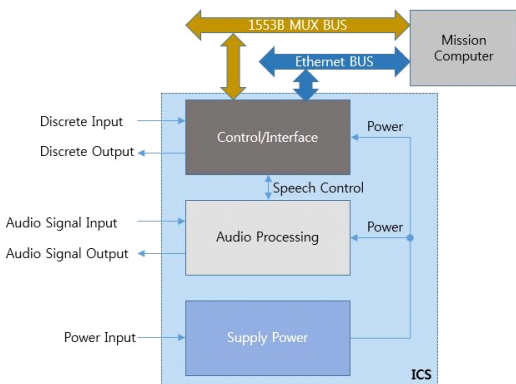 1553B MUX BUS
Mission
Computer
Ethernet BUS
Discrete Input
Discrete Output
Control/Interface
Power
Speech Control
Audio Signal Input
Audio Signal Output
Audio Processing
Power
Power Input
Supply Power
ICS